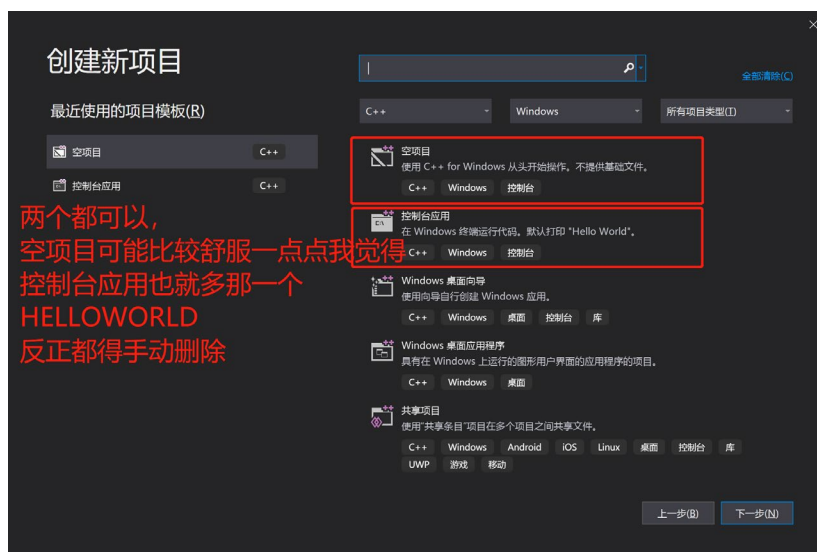 创建新项目
最近使用的项目模板(R)
空项目 C++
控制台应用 C++
两个都可以，
空项目可能比较舒服一点点我觉得
控制台应用也就多那一个
HELLOWORLD
反正都得手动删除
全部清除(C)
C++ Windows 所有项目类型(T)
空项目
使用 C++ for Windows 从头开始操作。不提供基础文件。
C++ Windows 控制台
控制台应用
在 Windows 终端运行代码。默认打印 "Hello World"。
C++ Windows 控制台
Windows 桌面向导
使用向导自行创建 Windows 应用。
C++ Windows 桌面 控制台 库
Windows 桌面应用程序
具有在 Windows 上运行的图形用户界面的应用程序的项目。
C++ Windows 桌面
共享项目
使用"共享条目"项目在多个项目之间共享文件。
C++ Windows Android iOS Linux 桌面 控制台 库
UWP 游戏 移动
上一步(B) 下一步(N)